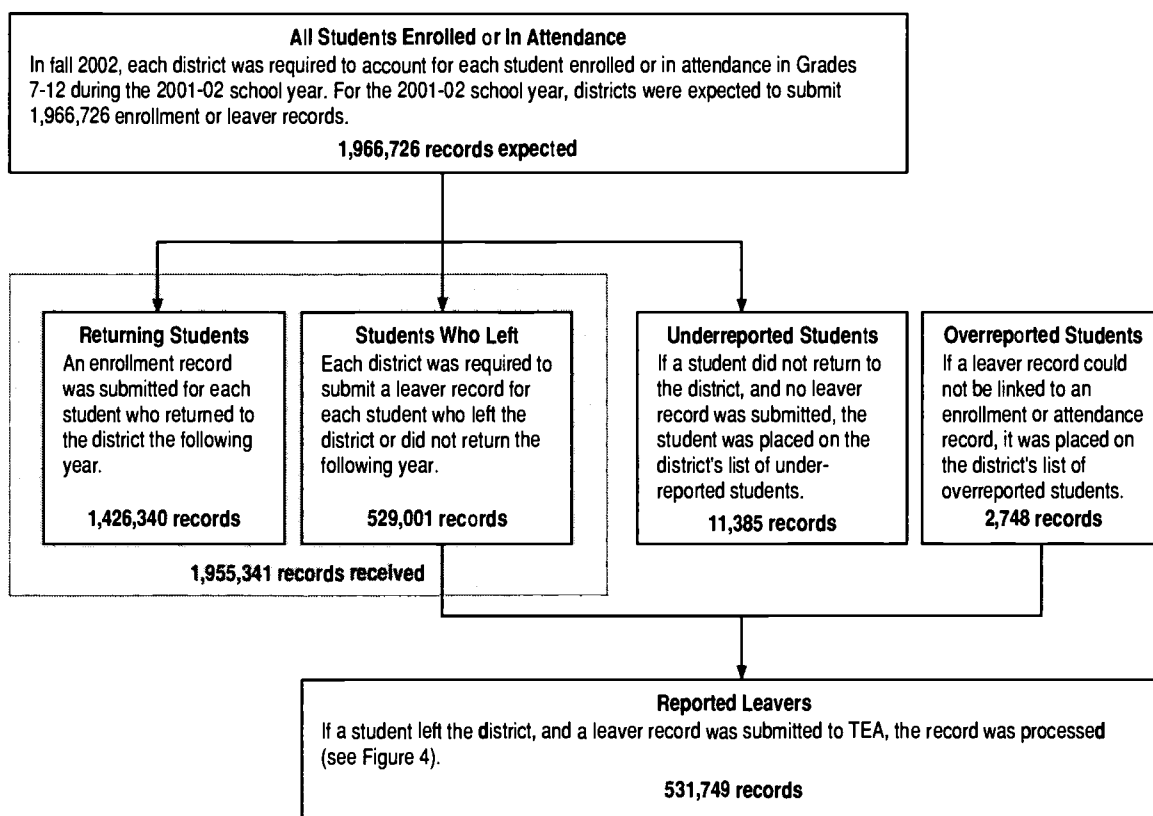 All Students Enrolled or In Attendance
In fall 2002, each district was required to account for each student enrolled or in attendance in Grades
7-12 during the 2001-02 school year. For the 2001-02 school year, districts were expected to submit
1,966,726 enrollment or leaver records.
1,966,726 records expected
Returning Students
An enrollment record
was submitted for each
student who returned to
the district the following
year.
1,426,340 records
Students Who Left
Each district was required to
submit a leaver record for
each student who left the
district or did not return the
following year.
529,001 records
1,955,341 records received
Underreported Students
If a student did not return to
the district, and no leaver
record was submitted, the
student was placed on the
district's list of under-
reported students.
11,385 records
Overreported Students
If a leaver record could
not be linked to an
enrollment or attendance
record, it was placed on
the district's list of
overreported students.
2,748 records
Reported Leavers
If a student left the district, and a leaver record was submitted to TEA, the record was processed
(see Figure 4).
531,749 records